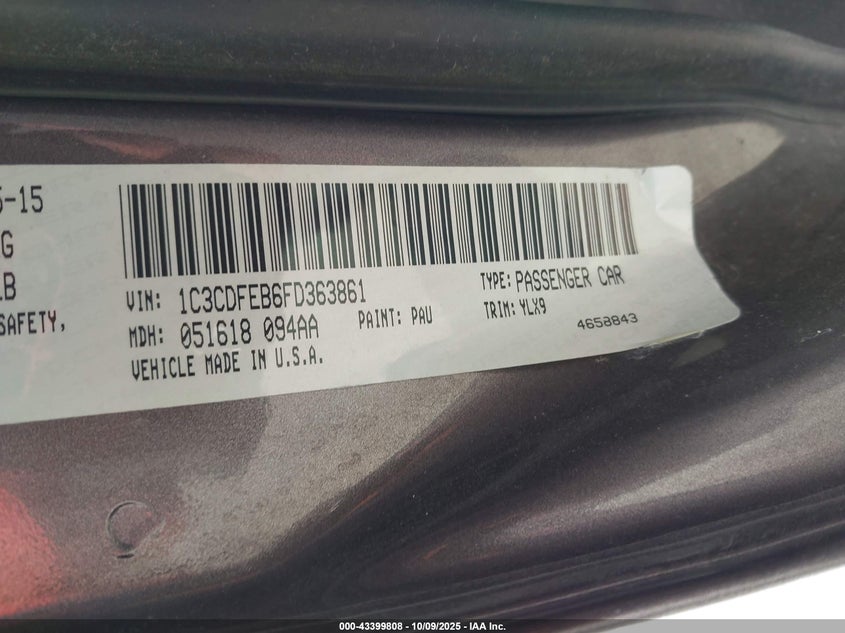 5-15
G
LB
SAFETY,
VIN: 1C3CDFEB6FD363861
TYPE: PASSENGER CAR
MDH: 051618 094AA
PAINT: PAU
TRIM: YLX9
VEHICLE MADE IN U.S.A.
4658843
000-43399808 - 10/09/2025 - IAA Inc.